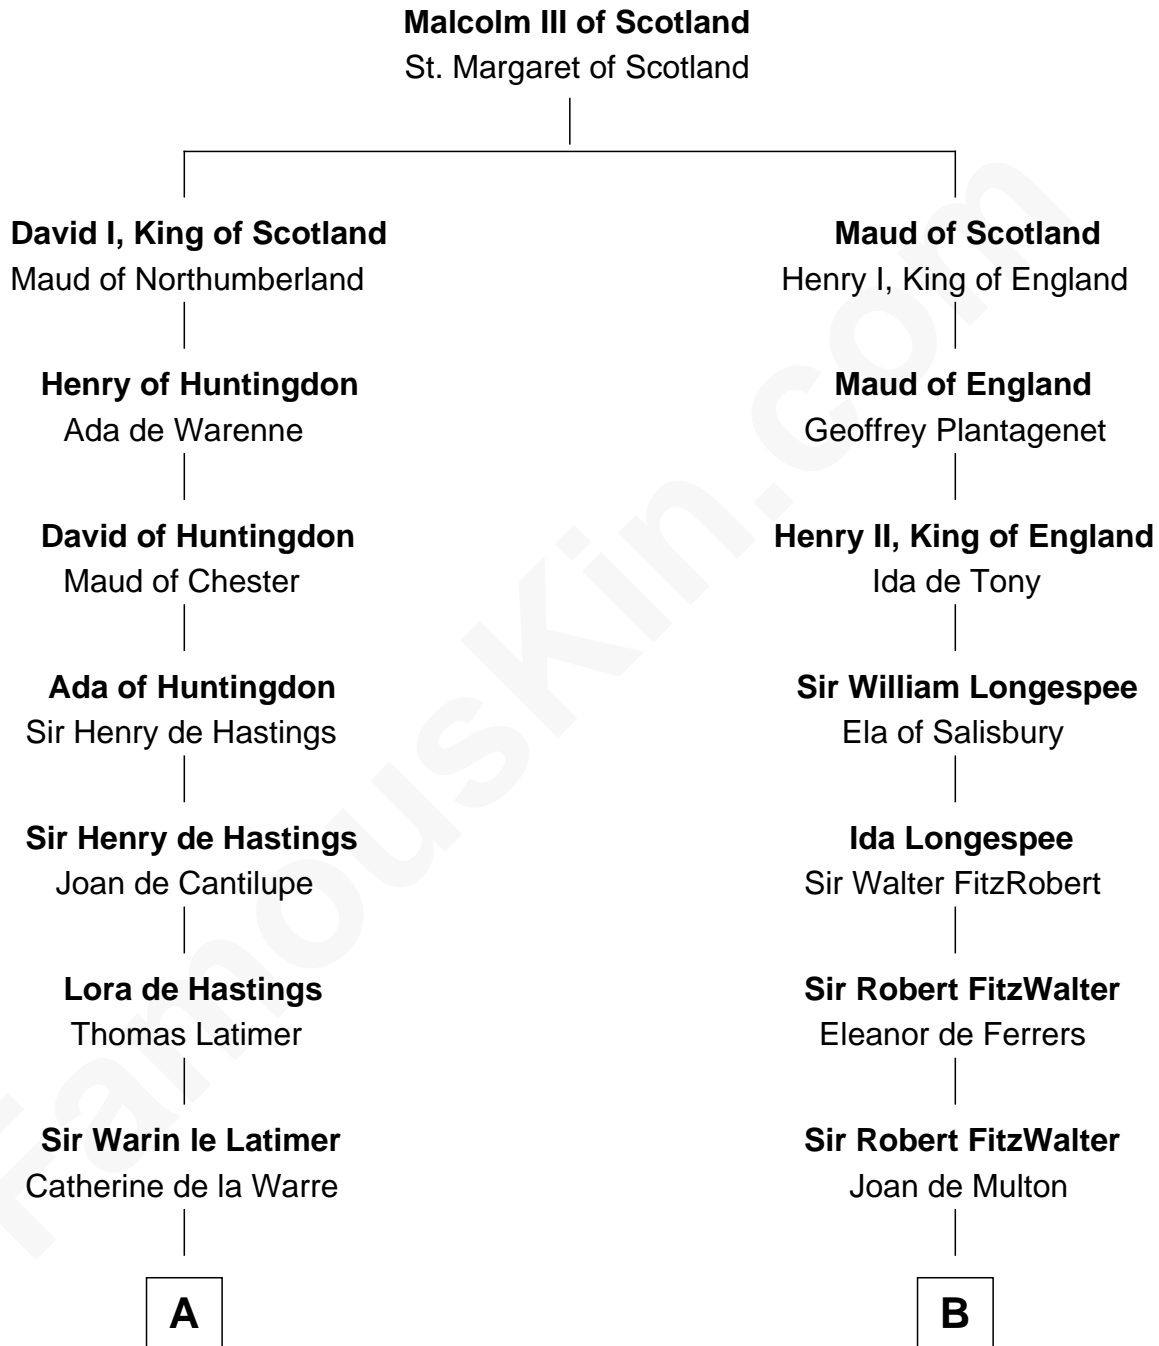 Malcolm III of Scotland
St. Margaret of Scotland
David I, King of Scotland
Maud of Northumberland
Maud of Scotland
Henry I, King of England
Henry of Huntingdon
Ada de Warenne
Maud of England
Geoffrey Plantagenet
David of Huntingdon
Maud of Chester
Henry II, King of England
Ida de Tony
Ada of Huntingdon
Sir Henry de Hastings
Sir William Longespee
Ela of Salisbury
Sir Henry de Hastings
Joan de Cantilupe
Ida Longespee
Sir Walter FitzRobert
Lora de Hastings
Thomas Latimer
Sir Robert FitzWalter
Eleanor de Ferrers
Sir Warin le Latimer
Catherine de la Warre
Sir Robert FitzWalter
Joan de Multon
A
B
FamousKin.com